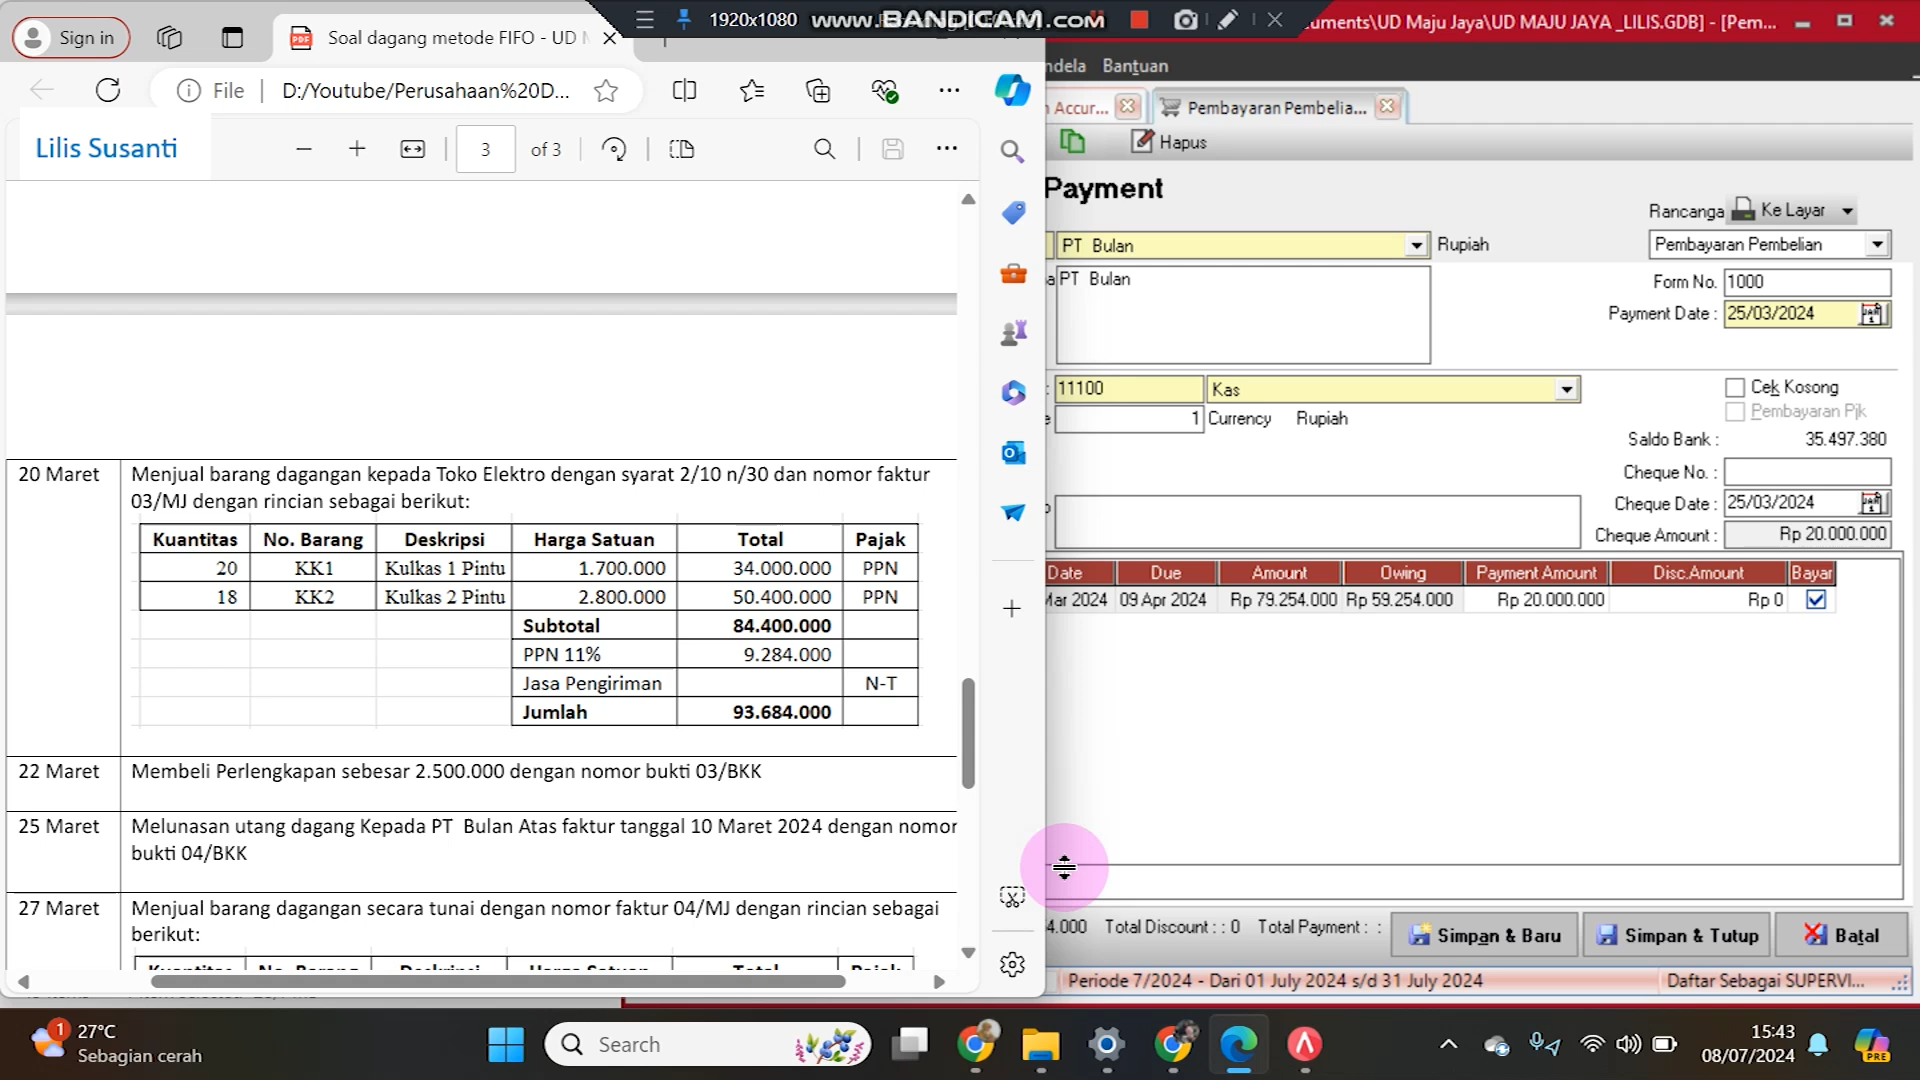 Sign in
Soal dagang metode FIFO - UD M
1920x1080
www.BANDICAM.com
uments\UD Maju Jaya\UD MAJU JAYA _LILIS.GDB] - [Pem...
File
D:/Youtube/Perusahaan%20D...
ndela Bantuan
n Accur...
Pembayaran Pembelia...
Lilis Susanti
3 of 3
Hapus
Payment
Rancanga
Ke Layar
PT Bulan
Rupiah
Pembayaran Pembelian
PT Bulan
Form No. 1000
Payment Date : 25/03/2024
11100 Kas
Cek Kosong
1 Currency Rupiah
Pembayaran Pjk
Saldo Bank : 35.497.380
Cheque No. :
Cheque Date : 25/03/2024
Cheque Amount : Rp 20.000.000
Date Due Amount Owing Payment Amount Disc.Amount Bayar
Mar 2024 09 Apr 2024 Rp 79.254.000 Rp 59.254.000 Rp 20.000.000 Rp 0
20 Maret Menjual barang dagangan kepada Toko Elektro dengan syarat 2/10 n/30 dan nomor faktur
03/MJ dengan rincian sebagai berikut:
Kuantitas No. Barang Deskripsi Harga Satuan Total Pajak
20 KK1 Kulkas 1 Pintu 1.700.000 34.000.000 PPN
18 KK2 Kulkas 2 Pintu 2.800.000 50.400.000 PPN
Subtotal 84.400.000
PPN 11% 9.284.000
Jasa Pengiriman N-T
Jumlah 93.684.000
22 Maret Membeli Perlengkapan sebesar 2.500.000 dengan nomor bukti 03/BKK
25 Maret Melunasan utang dagang Kepada PT Bulan Atas faktur tanggal 10 Maret 2024 dengan nomor
bukti 04/BKK
27 Maret Menjual barang dagangan secara tunai dengan nomor faktur 04/MJ dengan rincian sebagai
berikut:
Kuantitas No. Barang Deskripsi Harga Satuan Total Pajak
4.000 Total Discount : : 0 Total Payment : :
Simpan & Baru
Simpan & Tutup
Batal
Periode 7/2024 - Dari 01 July 2024 s/d 31 July 2024
Daftar Sebagai SUPERVI...
1
27°C
Sebagian cerah
Search
PRE
15:43
08/07/2024